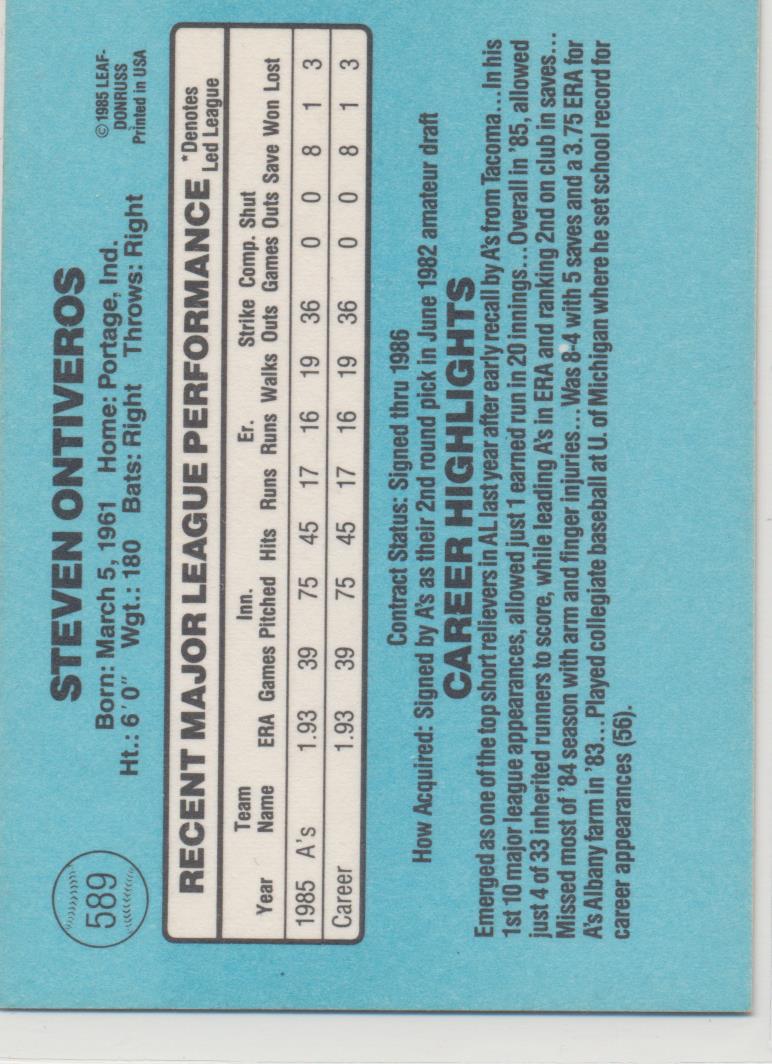 589
STEVEN ONTIVEROS
Born: March 5, 1961 Home: Portage, Ind.
Ht.: 6'0" Wgt.: 180 Bats: Right Throws: Right
©1985 LEAF-
DONRUSS
Printed in USA
RECENT MAJOR LEAGUE PERFORMANCE *Denotes
Led League
Team Inn. Er. Strike Comp. Shut
Year Name ERA Games Pitched Hits Runs Runs Walks Outs Games Outs Save Won Lost
1985 A's 1.93 39 75 45 17 16 19 36 0 0 8 1 3
Career 1.93 39 75 45 17 16 19 36 0 0 8 1 3
Contract Status: Signed thru 1986
How Acquired: Signed by A's as their 2nd round pick in June 1982 amateur draft
CAREER HIGHLIGHTS
Emerged as one of the top short relievers in AL last year after early recall by A's from Tacoma...In his
1st 10 major league appearances, allowed just 1 earned run in 20 innings...Overall in '85, allowed
just 4 of 33 inherited runners to score, while leading A's in ERA and ranking 2nd on club in saves...
Missed most of '84 season with arm and finger injuries...Was 8-4 with 5 saves and a 3.75 ERA for
A's Albany farm in '83...Played collegiate baseball at U. of Michigan where he set school record for
career appearances (56).